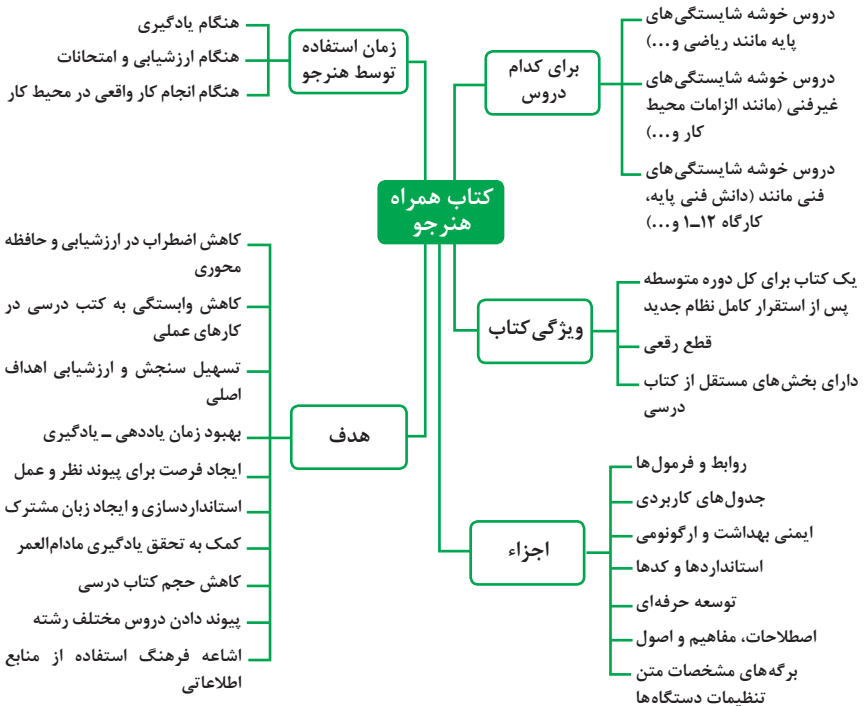 کتاب همراه
هنرجو
برای کدام
دروس
دروس خوشه شایستگی‌های
پایه مانند ریاضی و...)
دروس خوشه شایستگی‌های
غیرفنی (مانند الزامات محیط
کار و...)
دروس خوشه شایستگی‌های
فنی مانند (دانش فنی پایه،
کارگاه ۱۲ــ۱ و...)
ویژگی کتاب
یک کتاب برای کل دوره متوسطه
پس از استقرار کامل نظام جدید
قطع رقعی
دارای بخش‌های مستقل از کتاب
درسی
اجزاء
روابط و فرمول‌ها
جدول‌های کاربردی
ایمنی بهداشت و ارگونومی
استانداردها و کدها
توسعه حرفه‌ای
اصطلاحات، مفاهیم و اصول
برگه‌های مشخصات متن
تنظیمات دستگاه‌ها
زمان استفاده
توسط هنرجو
هنگام یادگیری
هنگام ارزشیابی و امتحانات
هنگام انجام کار واقعی در محیط کار
هدف
کاهش اضطراب در ارزشیابی و حافظه
محوری
کاهش وابستگی به کتب درسی در
کارهای عملی
تسهیل سنجش و ارزشیابی اهداف
اصلی
بهبود زمان یاددهی ــ یادگیری
ایجاد فرصت برای پیوند نظر و عمل
استانداردسازی و ایجاد زبان مشترک
کمک به تحقق یادگیری مادام‌العمر
کاهش حجم کتاب درسی
پیوند دادن دروس مختلف رشته
اشاعه فرهنگ استفاده از منابع
اطلاعاتی